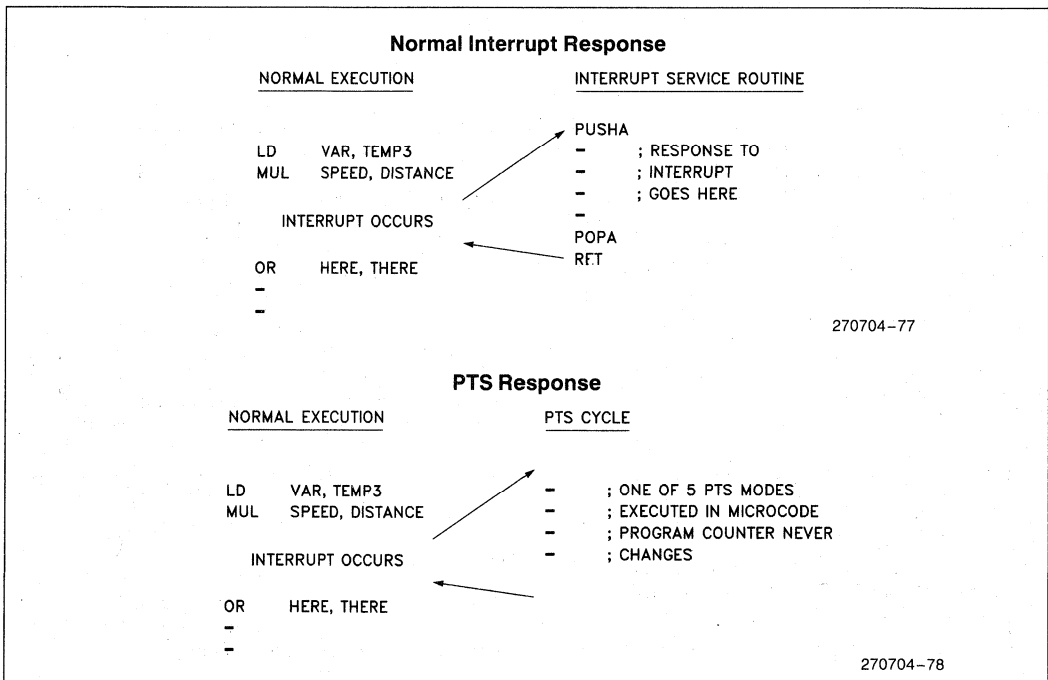 Normal Interrupt Response
NORMAL EXECUTION INTERRUPT SERVICE ROUTINE
PUSHA
LD VAR, TEMP3 - ; RESPONSE TO
MUL SPEED, DISTANCE - ; INTERRUPT
- ; GOES HERE
INTERRUPT OCCURS -
POPA
OR HERE, THERE RET
-
-
270704-77
PTS Response
NORMAL EXECUTION PTS CYCLE
LD VAR, TEMP3 - ; ONE OF 5 PTS MODES
MUL SPEED, DISTANCE - ; EXECUTED IN MICROCODE
- ; PROGRAM COUNTER NEVER
INTERRUPT OCCURS - ; CHANGES
OR HERE, THERE
-
-
270704-78